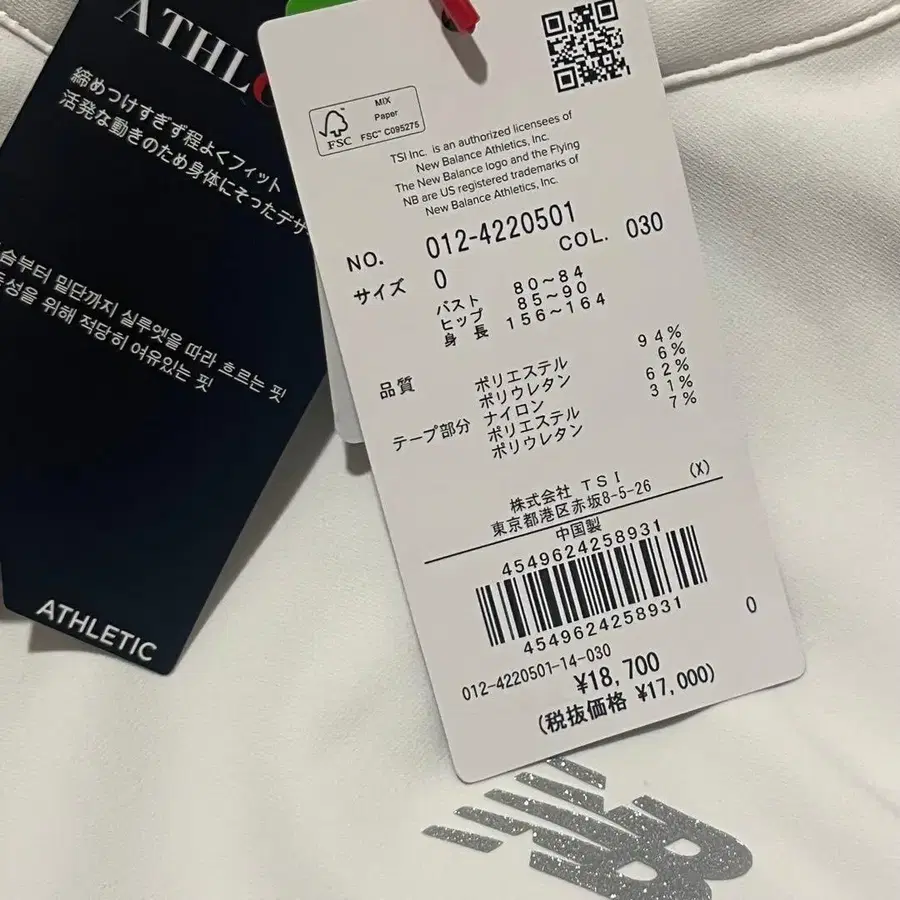 ATHL
締めつけすぎず程よくフィット
活発な動きのため身体にそったデザ
부터 밑단까지 실루엣을 따라 흐르는 핏
성을 위해 적당히 여유있는 핏
ATHLETIC
FSC
MIX
Paper
FSC™ C095275
TSI Inc. is an authorized licensees of
New Balance Athletics, Inc.
The New Balance logo and the Flying
NB are US registered trademarks of
New Balance Athletics, Inc.
NO. 012-4220501 COL. 030
サイズ 0
バスト 80~84
ヒップ 85~90
身長 156~164
品質 ポリエステル 94%
ポリウレタン 6%
テープ部分 ナイロン 62%
ポリエステル 31%
ポリウレタン 7%
株式会社 TSI (X)
東京都港区赤坂8-5-26
中国製
4549624258931
4549624258931
012-4220501-14-030 0
¥18,700
(税抜価格 ¥17,000)